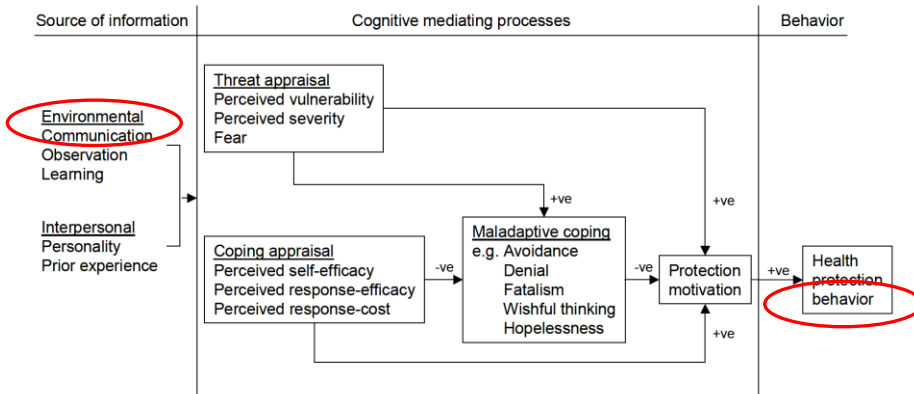 Source of information
Cognitive mediating processes
Behavior
Environmental
Communication
Observation
Learning
Interpersonal
Personality
Prior experience
Threat appraisal
Perceived vulnerability
Perceived severity
Fear
+ve
+ve
Coping appraisal
Perceived self-efficacy
Perceived response-efficacy
Perceived response-cost
-ve
Maladaptive coping
e.g. Avoidance
Denial
Fatalism
Wishful thinking
Hopelessness
-ve
Protection
motivation
+ve
+ve
Health
protection
behavior